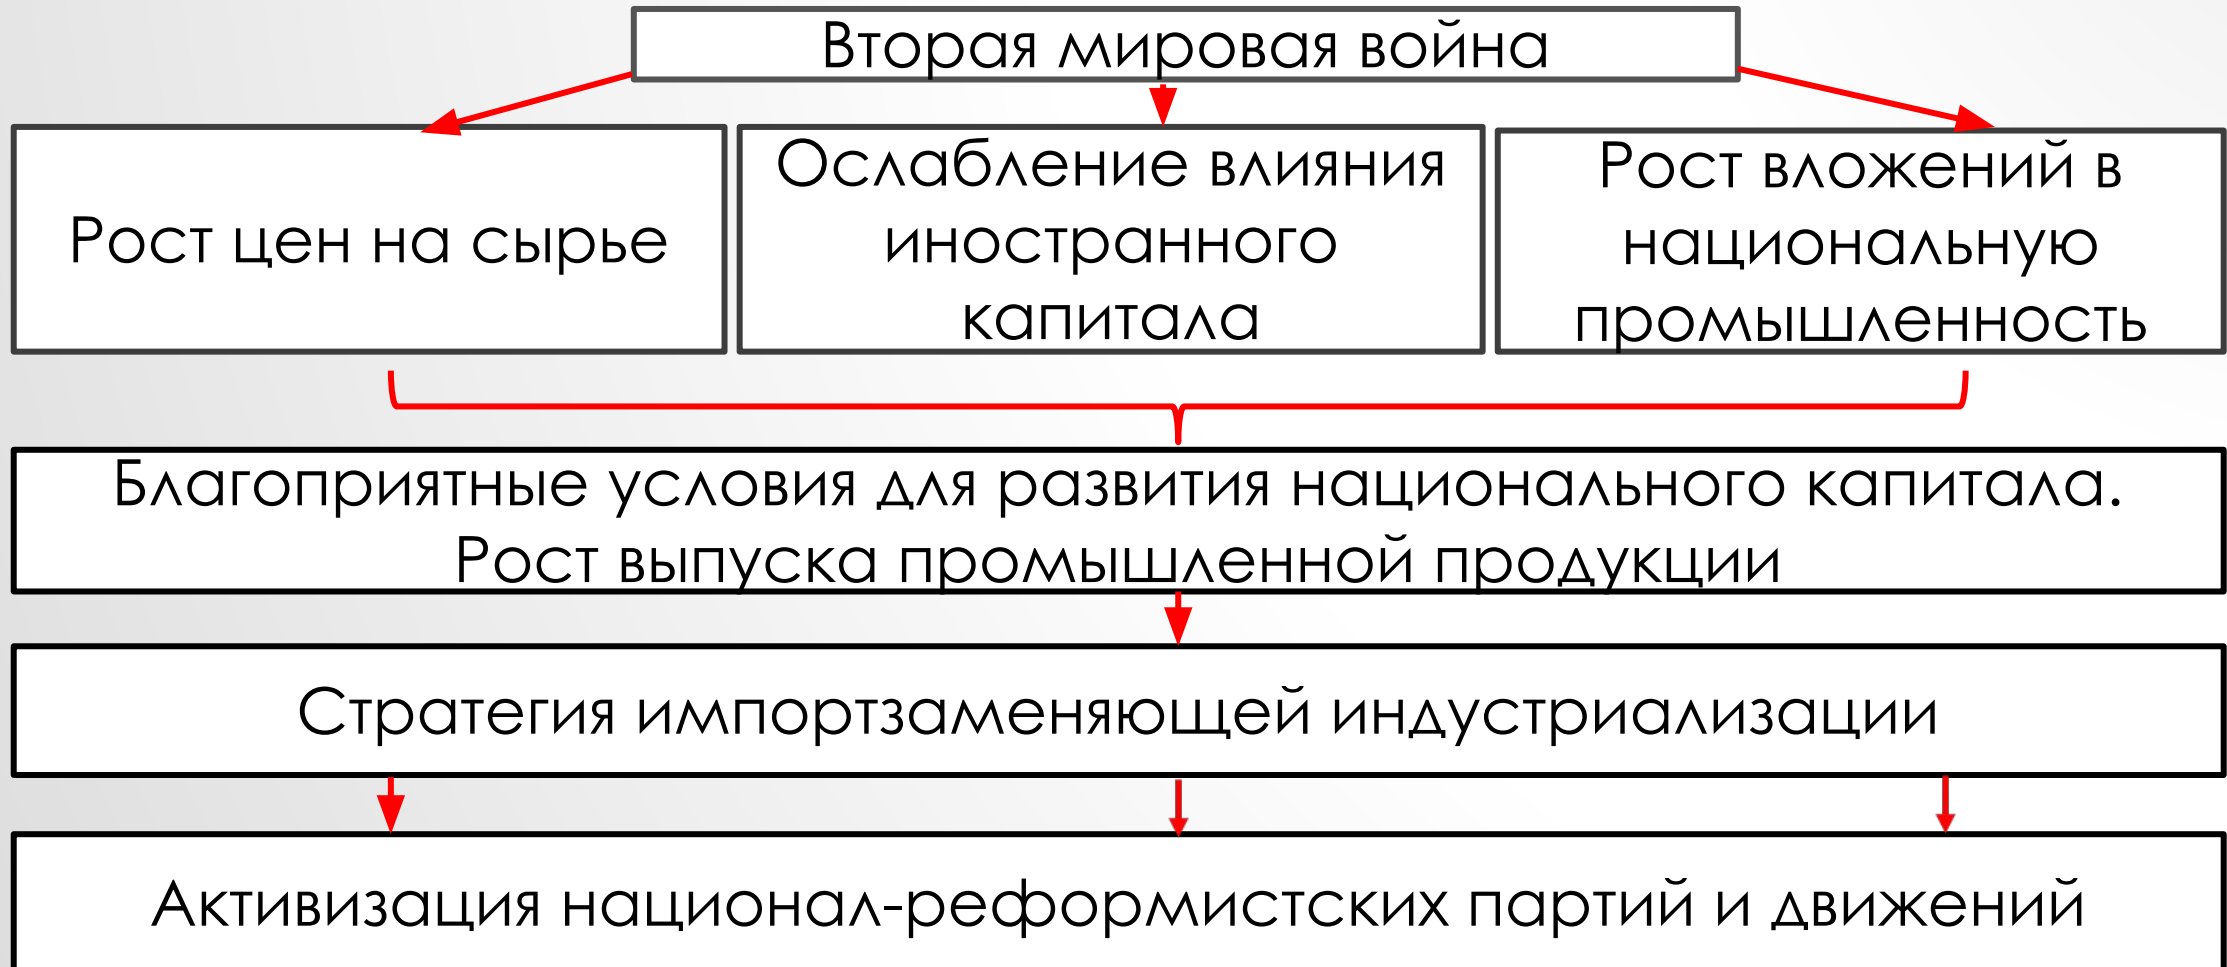 Вторая мировая война
Рост цен на сырье
Ослабление влияния
иностранного
капитала
Рост вложений в
национальную
промышленность
Благоприятные условия для развития национального капитала.
Рост выпуска промышленной продукции
Стратегия импортзаменяющей индустриализации
Активизация национал-реформистских партий и движений